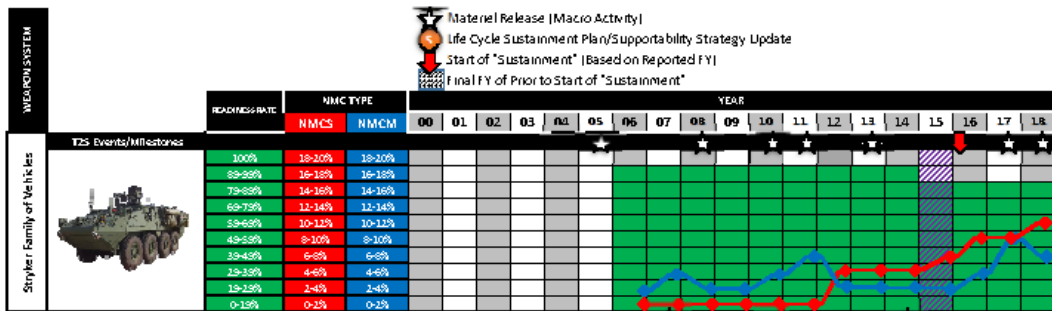 Materiel Release (Macro Activity)
Life Cycle Sustainment Plan/Supportability Strategy Update
Start of "Sustainment" (Based on Reported FY)
Final FY of Prior to Start of "Sustainment"
WEAPON SYSTEM
READINESS RATE
NMC TYPE
YEAR
NMCS NMCM 00 01 02 03 04 05 06 07 08 09 10 11 12 13 14 15 16 17 18
T2S Events/Milestones
Stryker Family of Vehicles
100% 18-20% 18-20%
89-99% 16-18% 16-18%
79-89% 14-16% 14-16%
69-79% 12-14% 12-14%
59-69% 10-12% 10-12%
49-59% 8-10% 8-10%
39-49% 6-8% 6-8%
29-39% 4-6% 4-6%
19-29% 2-4% 2-4%
0-19% 0-2% 0-2%